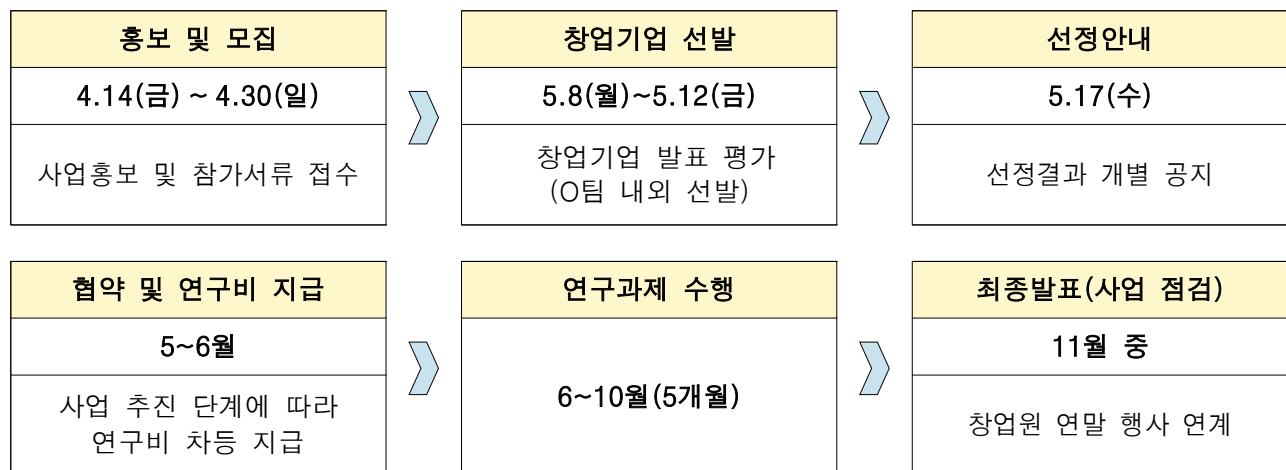 홍보 및 모집
4.14(금) ~ 4.30(일)
사업홍보 및 참가서류 접수
창업기업 선발
5.8(월)~5.12(금)
창업기업 발표 평가
(O팀 내외 선발)
선정안내
5.17(수)
선정결과 개별 공지
협약 및 연구비 지급
5~6월
사업 추진 단계에 따라
연구비 차등 지급
연구과제 수행
6~10월(5개월)
최종발표(사업 점검)
11월 중
창업원 연말 행사 연계